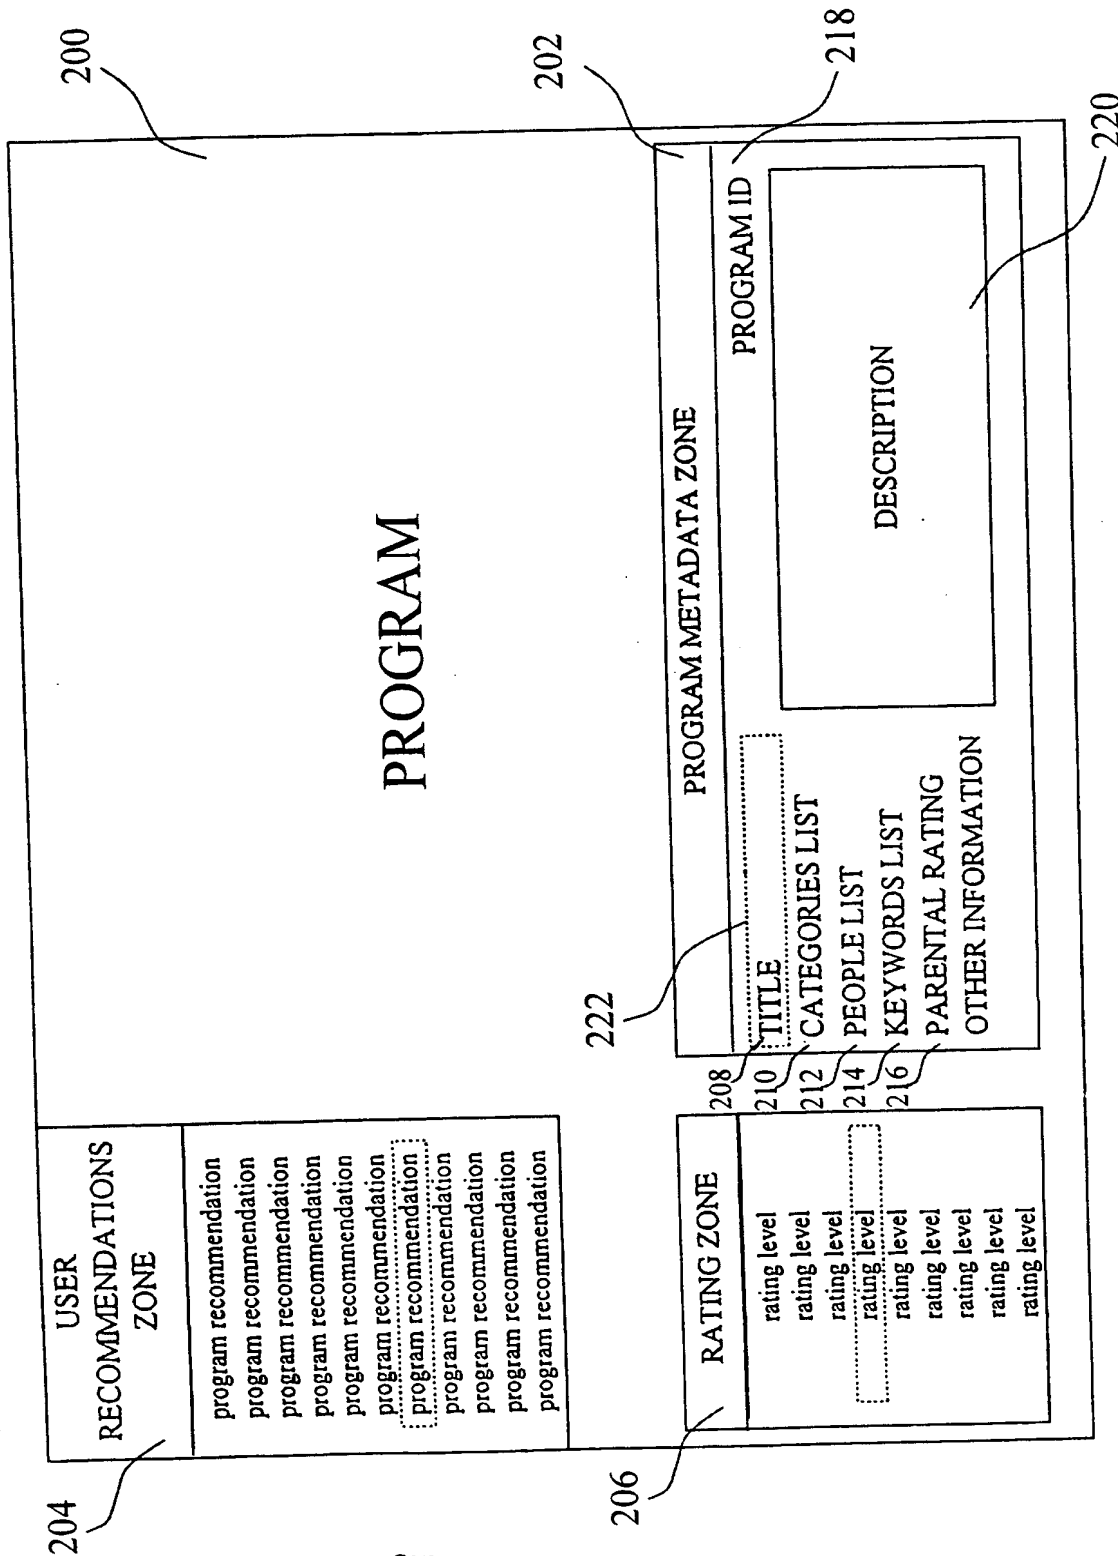 200
PROGRAM
204
USER
RECOMMENDATIONS
ZONE
program recommendation
program recommendation
program recommendation
program recommendation
program recommendation
program recommendation
program recommendation
program recommendation
program recommendation
program recommendation
program recommendation
206
RATING ZONE
rating level
rating level
rating level
rating level
rating level
rating level
rating level
rating level
rating level
202
PROGRAM METADATA ZONE
222
208 TITLE
210 CATEGORIES LIST
212 PEOPLE LIST
214 KEYWORDS LIST
216 PARENTAL RATING
OTHER INFORMATION
PROGRAM ID
218
DESCRIPTION
220